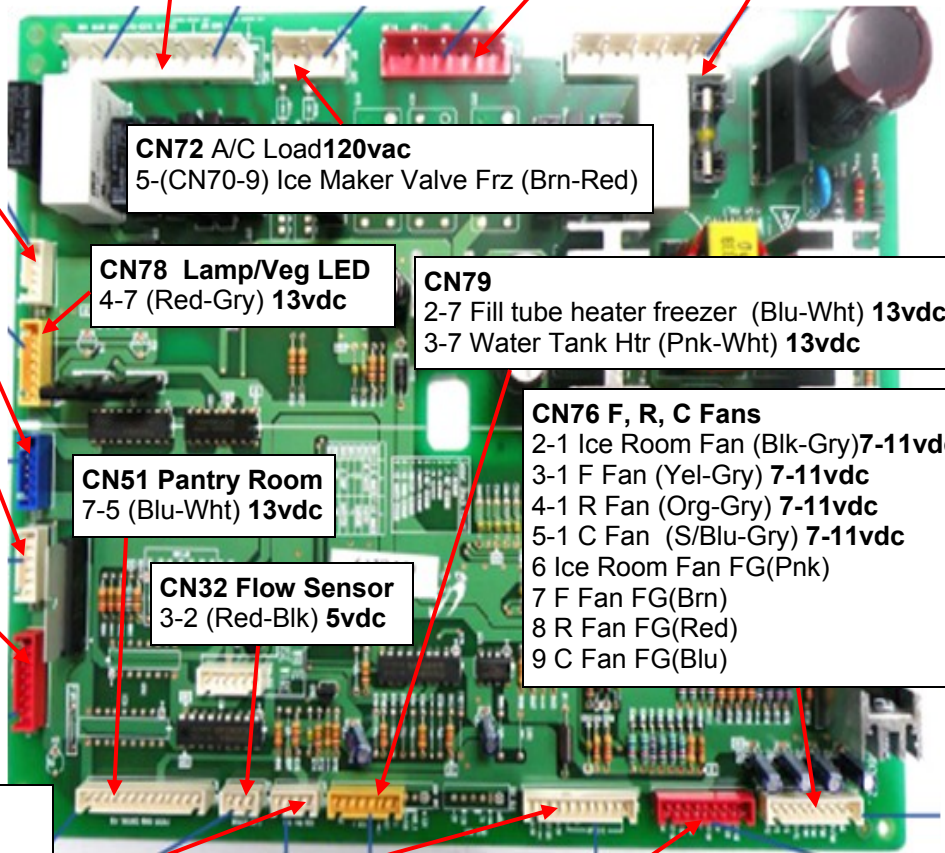 CN72 A/C Load120vac
5-(CN70-9) Ice Maker Valve Frz (Brn-Red)
CN78 Lamp/Veg LED
4-7 (Red-Gry) 13vdc
CN79
2-7 Fill tube heater freezer (Blu-Wht) 13vdc
3-7 Water Tank Htr (Pnk-Wht) 13vdc
CN76 F, R, C Fans
2-1 Ice Room Fan (Blk-Gry)7-11vdc
3-1 F Fan (Yel-Gry) 7-11vdc
4-1 R Fan (Org-Gry) 7-11vdc
5-1 C Fan (S/Blu-Gry) 7-11vdc
6 Ice Room Fan FG(Pnk)
7 F Fan FG(Brn)
8 R Fan FG(Red)
9 C Fan FG(Blu)
CN51 Pantry Room
7-5 (Blu-Wht) 13vdc
CN32 Flow Sensor
3-2 (Red-Blk) 5vdc